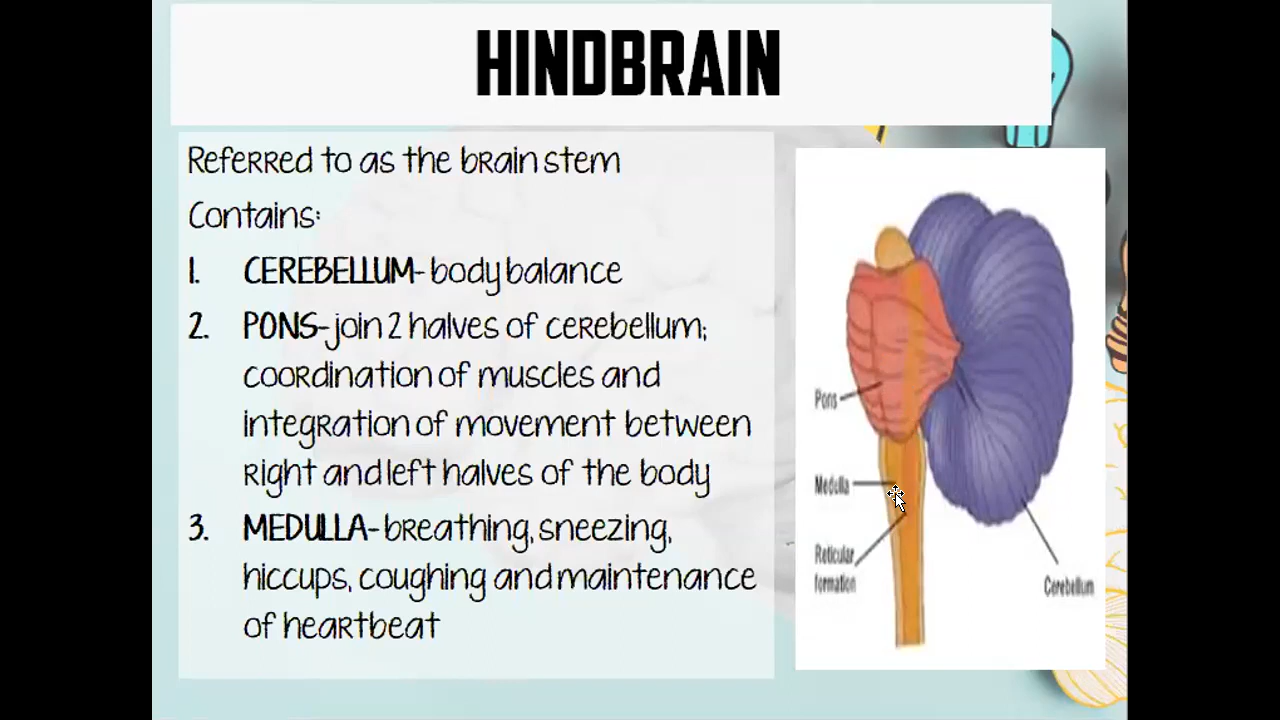 HINDBRAIN
Referred to as the brain stem
Contains:
1. CEREBELLUM- body balance
2. PONS-join 2 halves of cerebellum;
coordination of muscles and
integration of movement between
right and left halves of the body
3. MEDULLA- breathing, sneezing,
hiccups, coughing and maintenance
of heartbeat
Pons
Medulla
Reticular
formation
Cerebellum